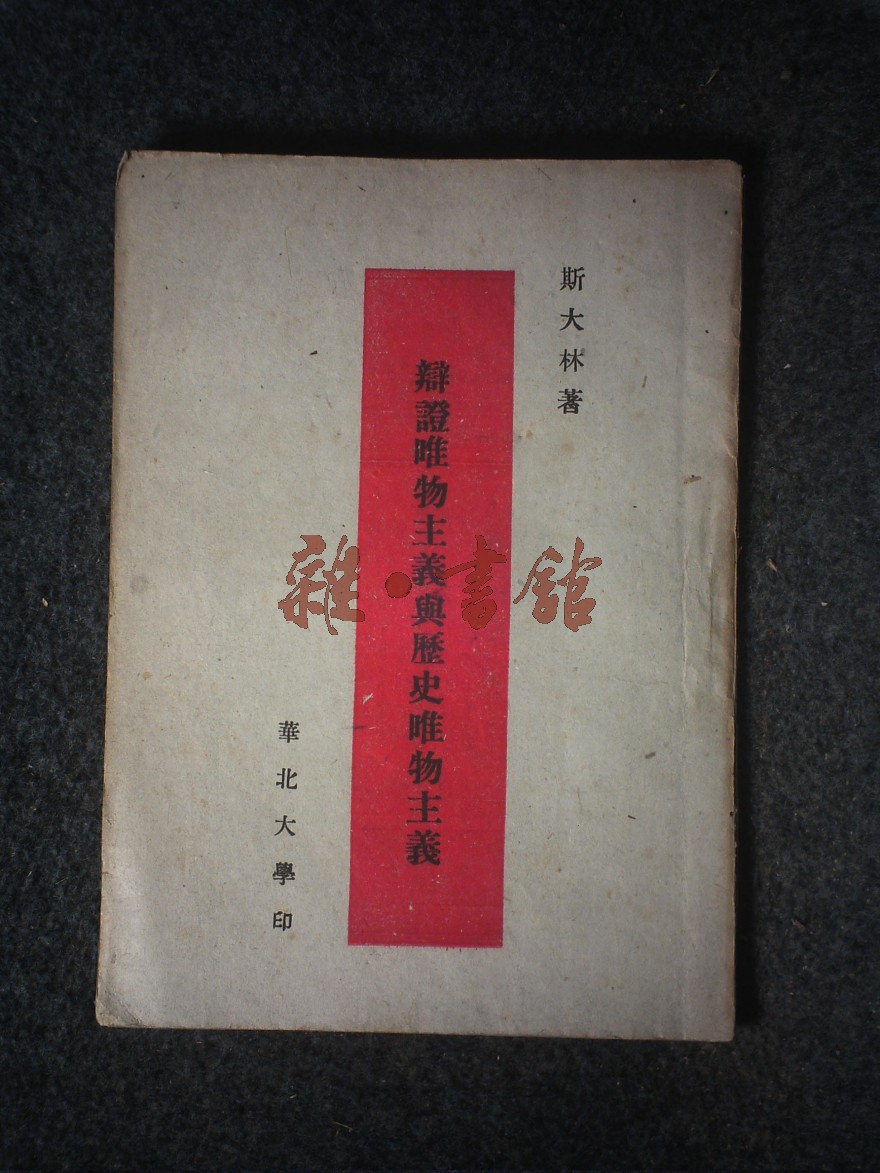 斯大林著
辯證唯物主義與歷史唯物主義
華北大學印
雜·書館